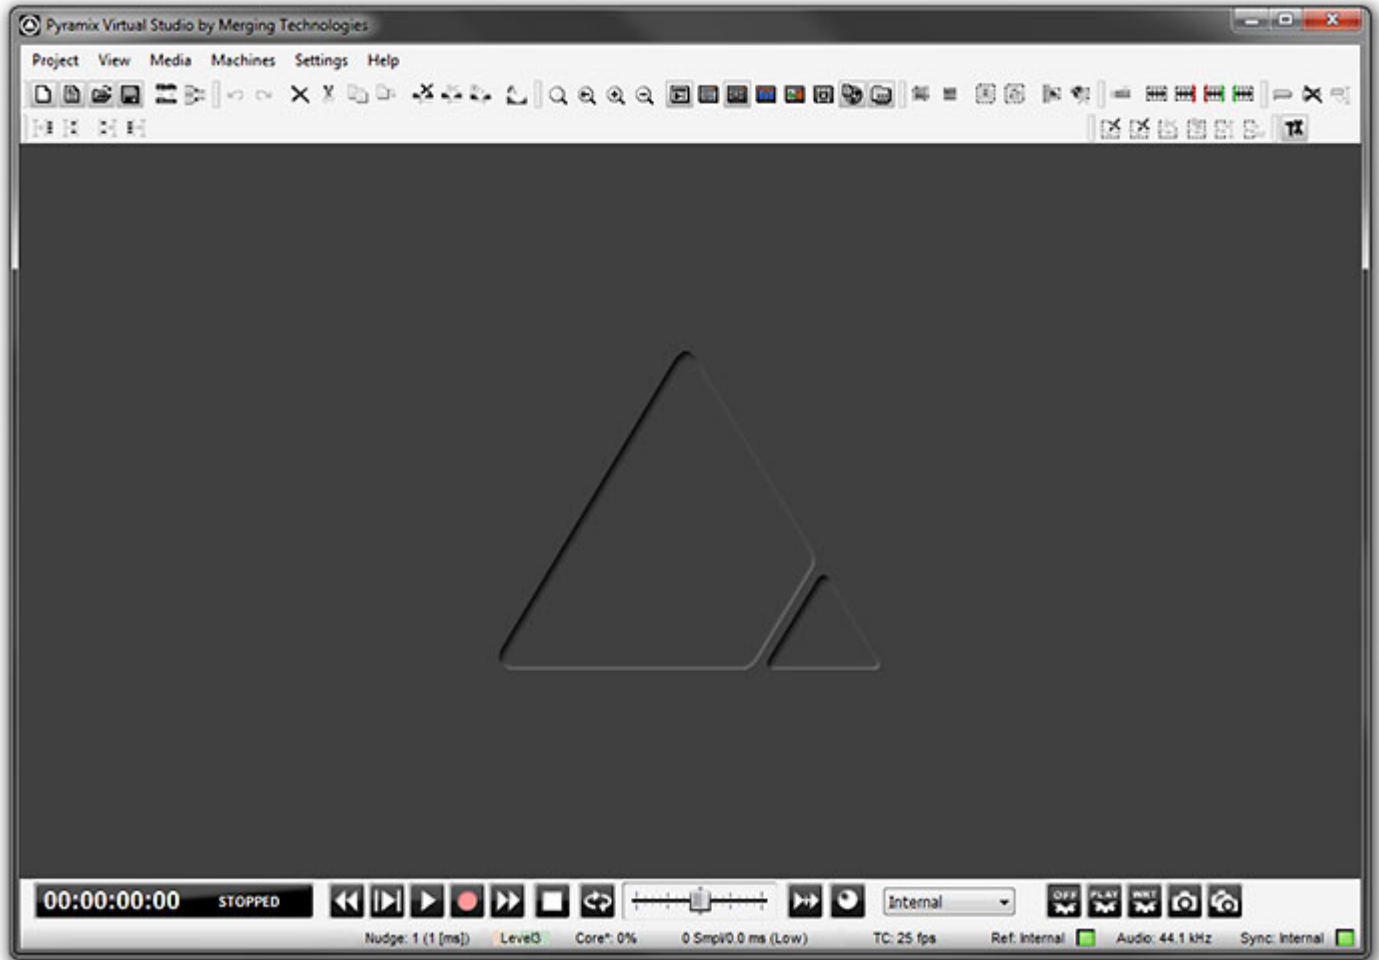 Pyramix Virtual Studio by Merging Technologies
Project View Media Machines Settings Help
TX
00:00:00:00 STOPPED Internal OFF PLAY
Nudge: 1 (1 [ms]) Level3 Core*: 0% 0 Smpl/0.0 ms (Low) TC: 25 fps Ref: Internal Audio: 44.1 kHz Sync: Internal